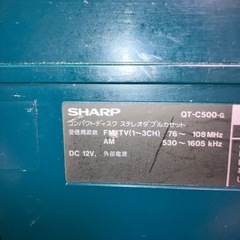 SHARP QT-C500-G
コンパクトディスク ステレオダブルカセット
受信周波数 FM/TV(1〜3CH) 76〜108MHz
AM 530〜1605 kHz
DC 12V, 外部電源